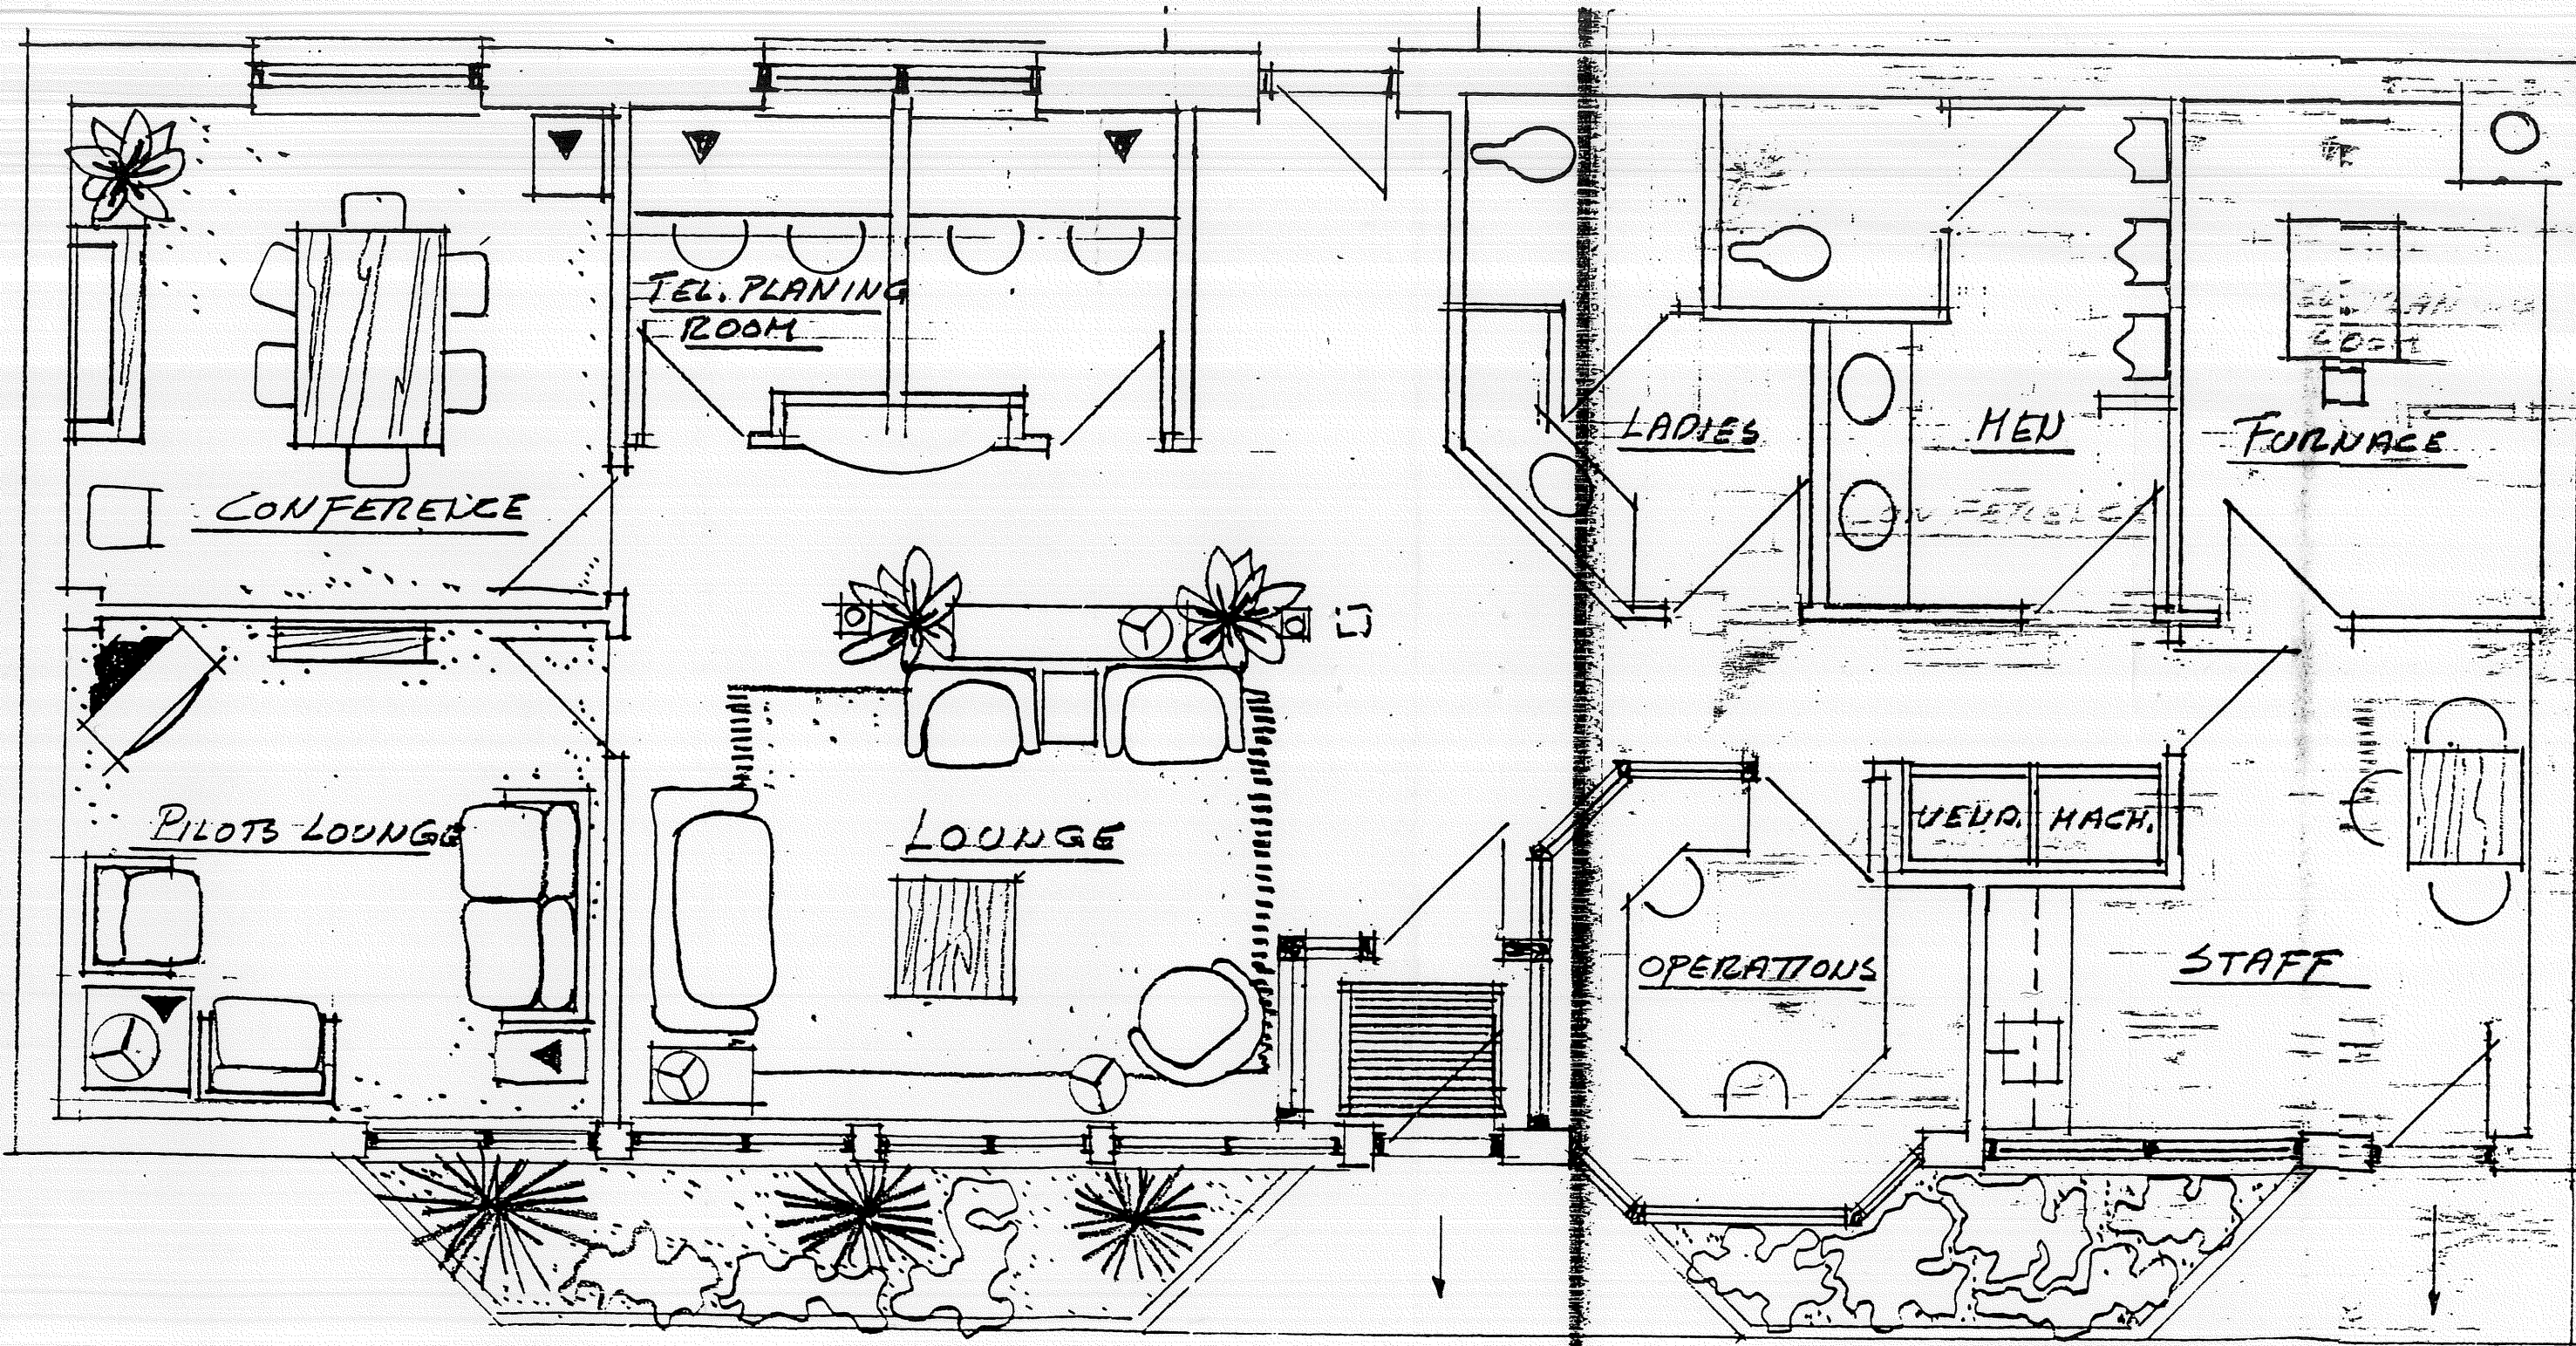 TEL. PLANING
ROOM
CONFERENCE
LADIES
MEN
FURNACE
PILOTS LOUNGE
LOUNGE
VEND. MACH.
OPERATIONS
STAFF